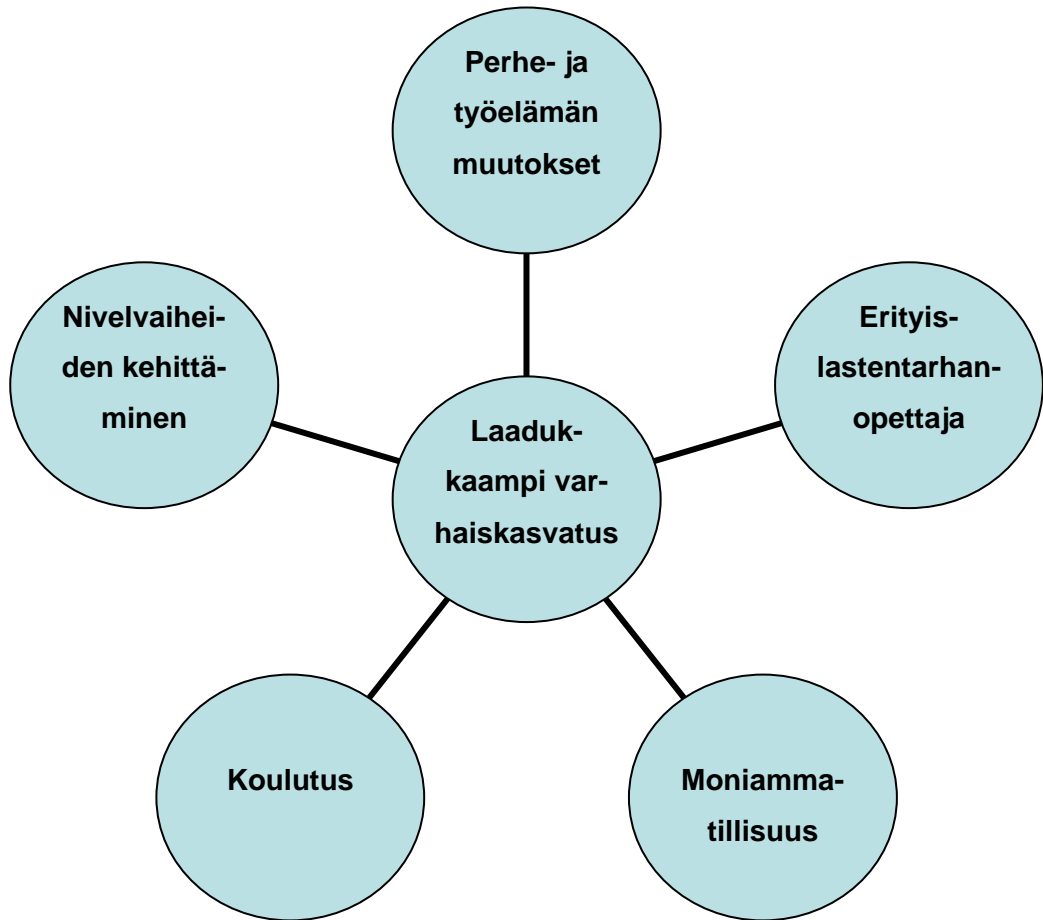 Perhe- ja
työelämän
muutokset
Nivelvaihei-
den kehittä-
minen
Erityis-
lastentarhan-
opettaja
Laaduk-
kaampi var-
haiskasvatus
Koulutus
Moniamma-
tillisuus